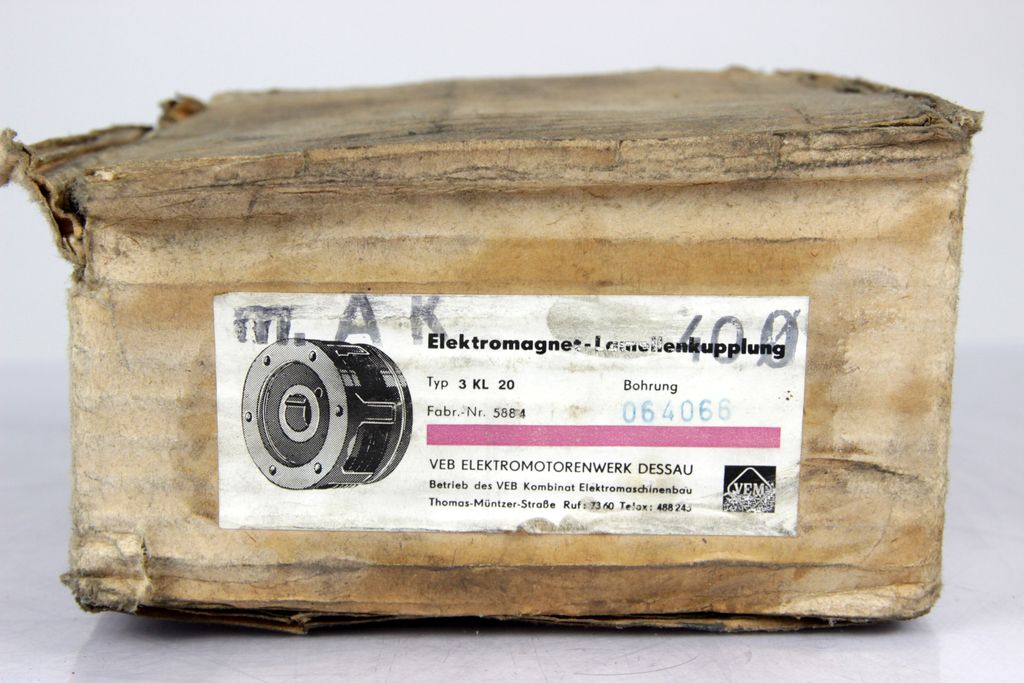 m. AK 40Ø
Elektromagnet-Lamellenkupplung
Typ 3 KL 20 Bohrung
Fabr.-Nr. 5884 064066
VEB ELEKTROMOTORENWERK DESSAU
Betrieb des VEB Kombinat Elektromaschinenbau
Thomas-Müntzer-Straße Ruf: 7360 Telex: 488243
VEM